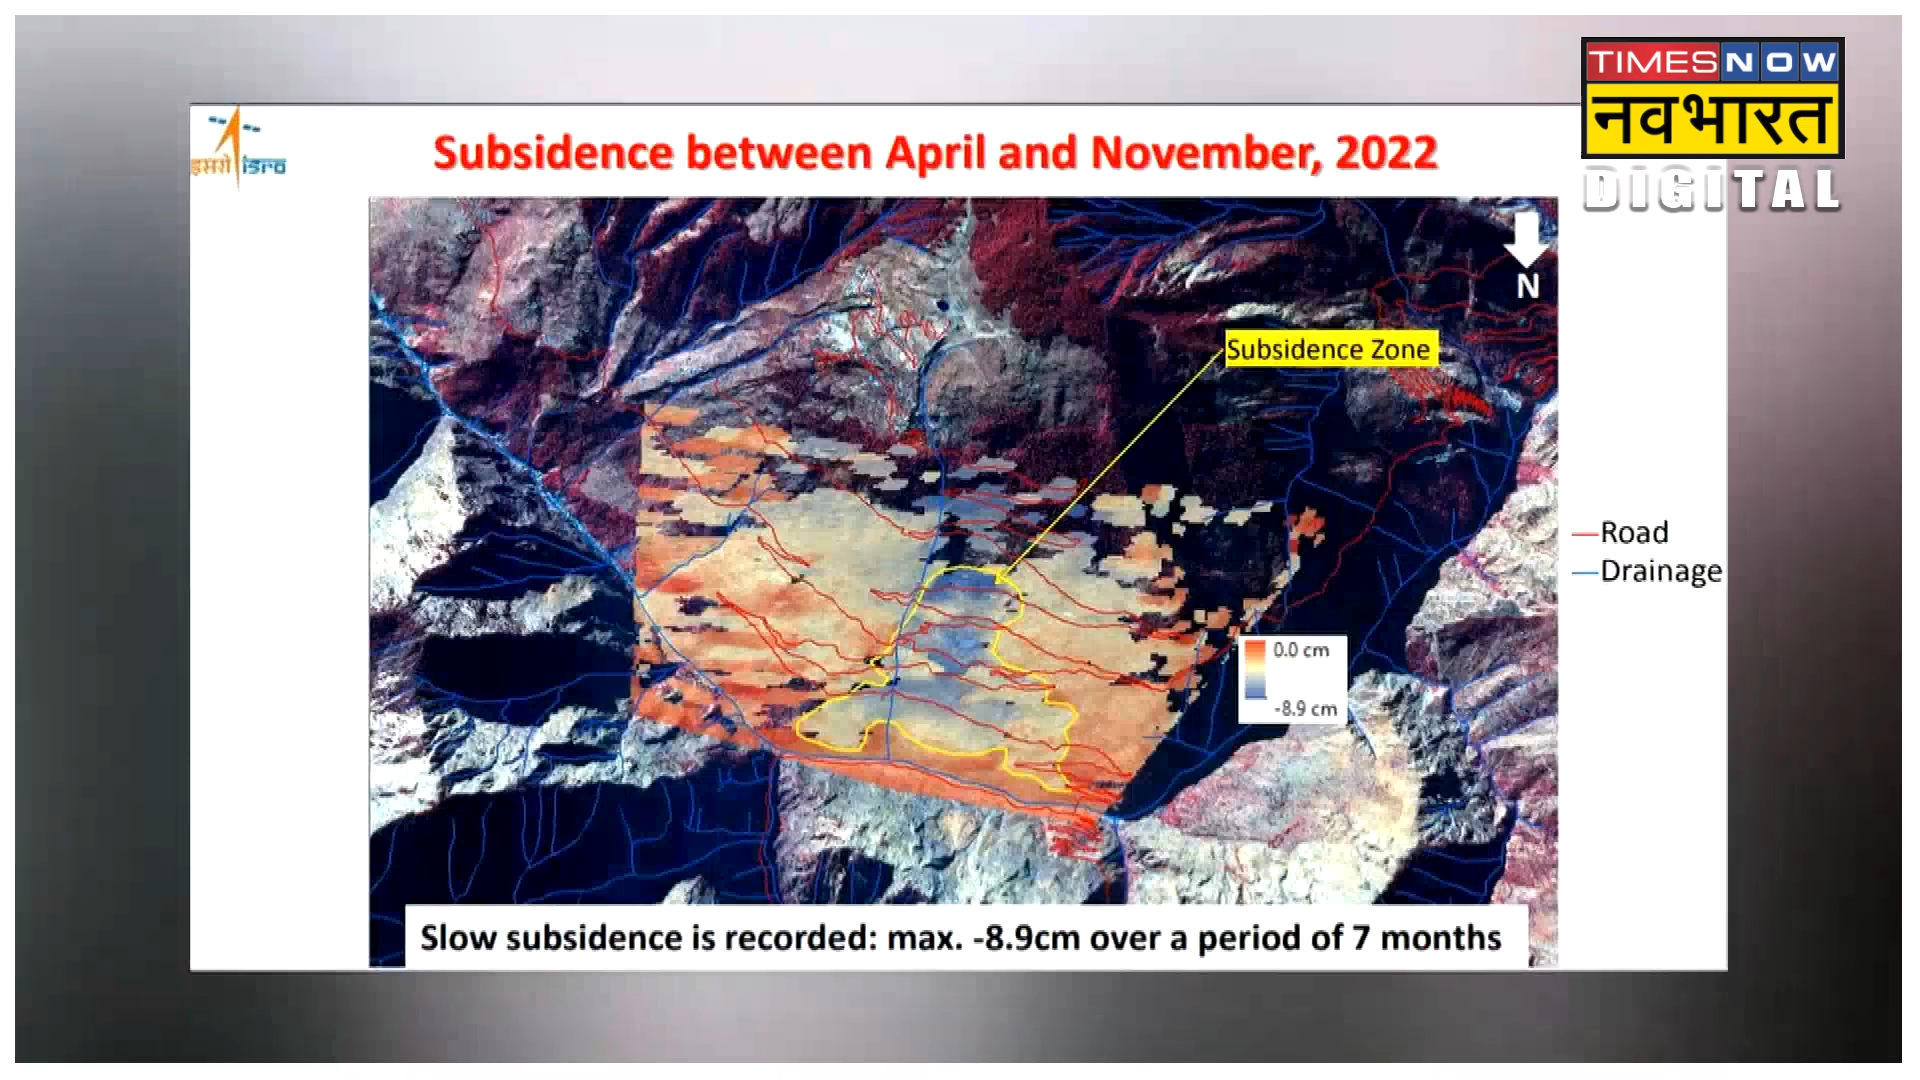 TIMES NOW
नवभारत
DIGITAL
इसरो isro
Subsidence between April and November, 2022
N
Subsidence Zone
Road
Drainage
0.0 cm
-8.9 cm
Slow subsidence is recorded: max. -8.9cm over a period of 7 months